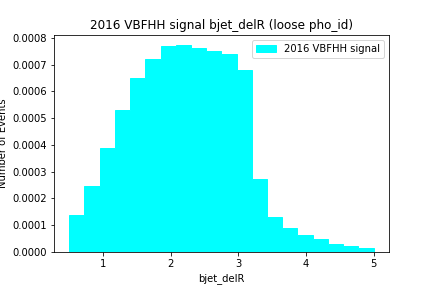 2016 VBFHH signal bjet_delR (loose pho_id)
2016 VBFHH signal
0.0008
0.0007
0.0006
0.0005
0.0004
0.0003
0.0002
0.0001
0.0000
Number of Events
1 2 3 4 5
bjet_delR